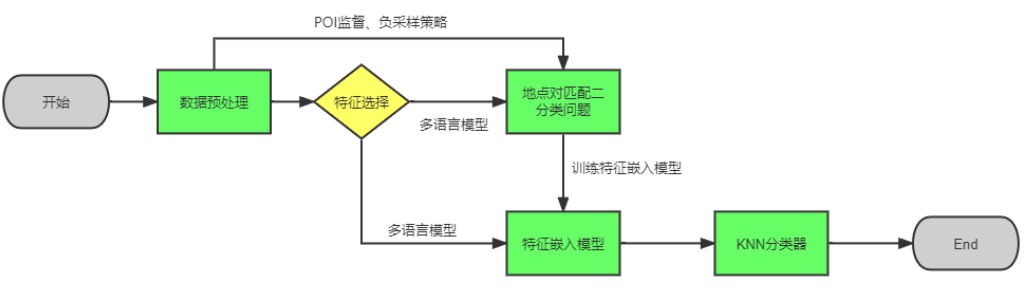 POI监督、负采样策略
开始
数据预处理
特征选择
地点对匹配二
分类问题
多语言模型
训练特征嵌入模型
多语言模型
特征嵌入模型
KNN分类器
End